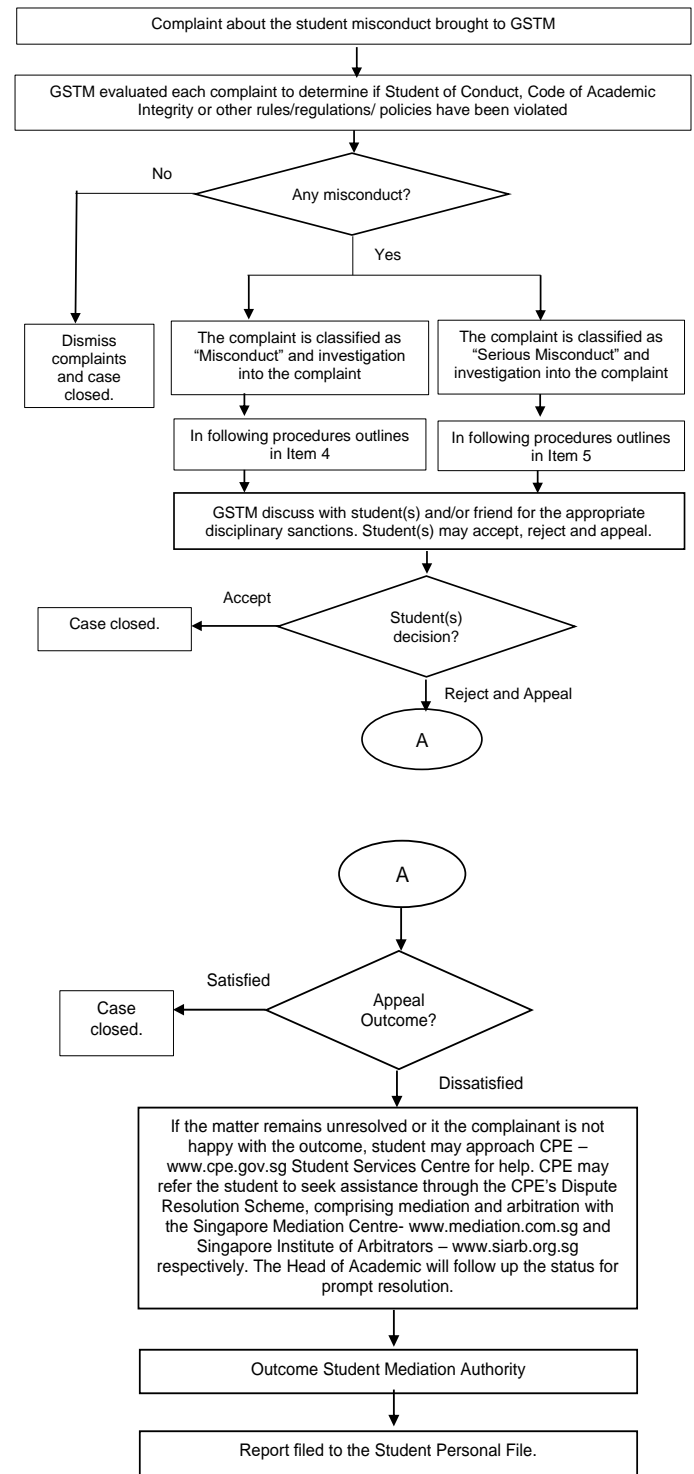 Complaint about the student misconduct brought to GSTM
GSTM evaluated each complaint to determine if Student of Conduct, Code of Academic
Integrity or other rules/regulations/ policies have been violated
No
Any misconduct?
Yes
Dismiss
complaints
and case
closed.
The complaint is classified as
“Misconduct” and investigation
into the complaint
The complaint is classified as
“Serious Misconduct” and
investigation into the complaint
In following procedures outlines
in Item 4
In following procedures outlines
in Item 5
GSTM discuss with student(s) and/or friend for the appropriate
disciplinary sanctions. Student(s) may accept, reject and appeal.
Accept
Case closed.
Student(s)
decision?
Reject and Appeal
A
A
Satisfied
Case
closed.
Appeal
Outcome?
Dissatisfied
If the matter remains unresolved or it the complainant is not
happy with the outcome, student may approach CPE –
www.cpe.gov.sg Student Services Centre for help. CPE may
refer the student to seek assistance through the CPE’s Dispute
Resolution Scheme, comprising mediation and arbitration with
the Singapore Mediation Centre- www.mediation.com.sg and
Singapore Institute of Arbitrators – www.siarb.org.sg
respectively. The Head of Academic will follow up the status for
prompt resolution.
Outcome Student Mediation Authority
Report filed to the Student Personal File.